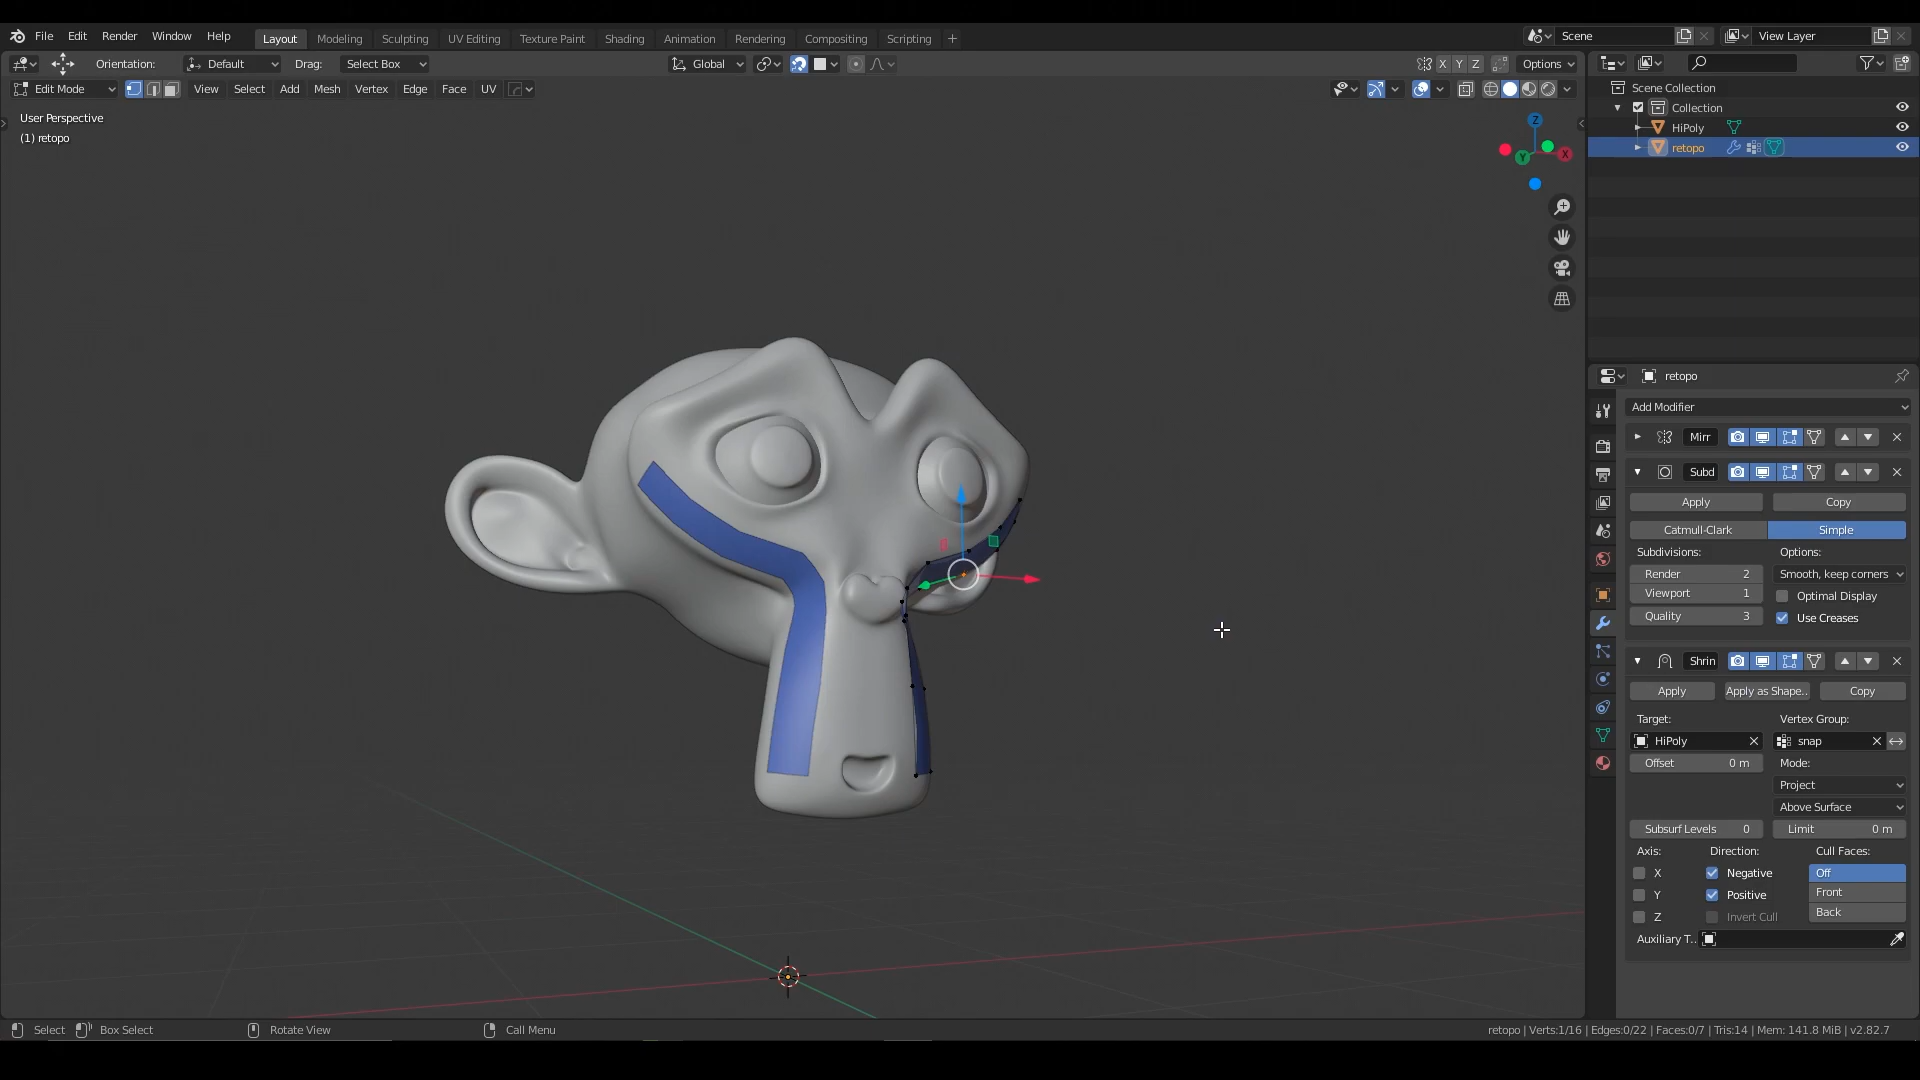 File Edit Render Window Help Layout Modeling Sculpting UV Editing Texture Paint Shading Animation Rendering Compositing Scripting + Scene View Layer
Orientation: Default Drag: Select Box Global X Y Z Options
Edit Mode View Select Add Mesh Vertex Edge Face UV
User Perspective
(1) retopo
Z
X
Y
6
Scene Collection
Collection
HiPoly
retopo
retopo
Add Modifier
Mirr
Subd
Apply Copy
Catmull-Clark Simple
Subdivisions: Options:
Render 2 Smooth, keep corners
Viewport 1 Optimal Display
Quality 3 Use Creases
Shrin
Apply Apply as Shape.. Copy
Target: Vertex Group:
HiPoly snap
Offset 0 m Mode:
Project
Above Surface
Subsurf Levels 0 Limit 0 m
Axis: Direction: Cull Faces:
X Negative Off
Y Positive Front
Z Invert Cull Back
Auxiliary T..
Select Box Select Rotate View Call Menu retopo | Verts:1/16 | Edges:0/22 | Faces:0/7 | Tris:14 | Mem: 141.8 MiB | v2.82.7